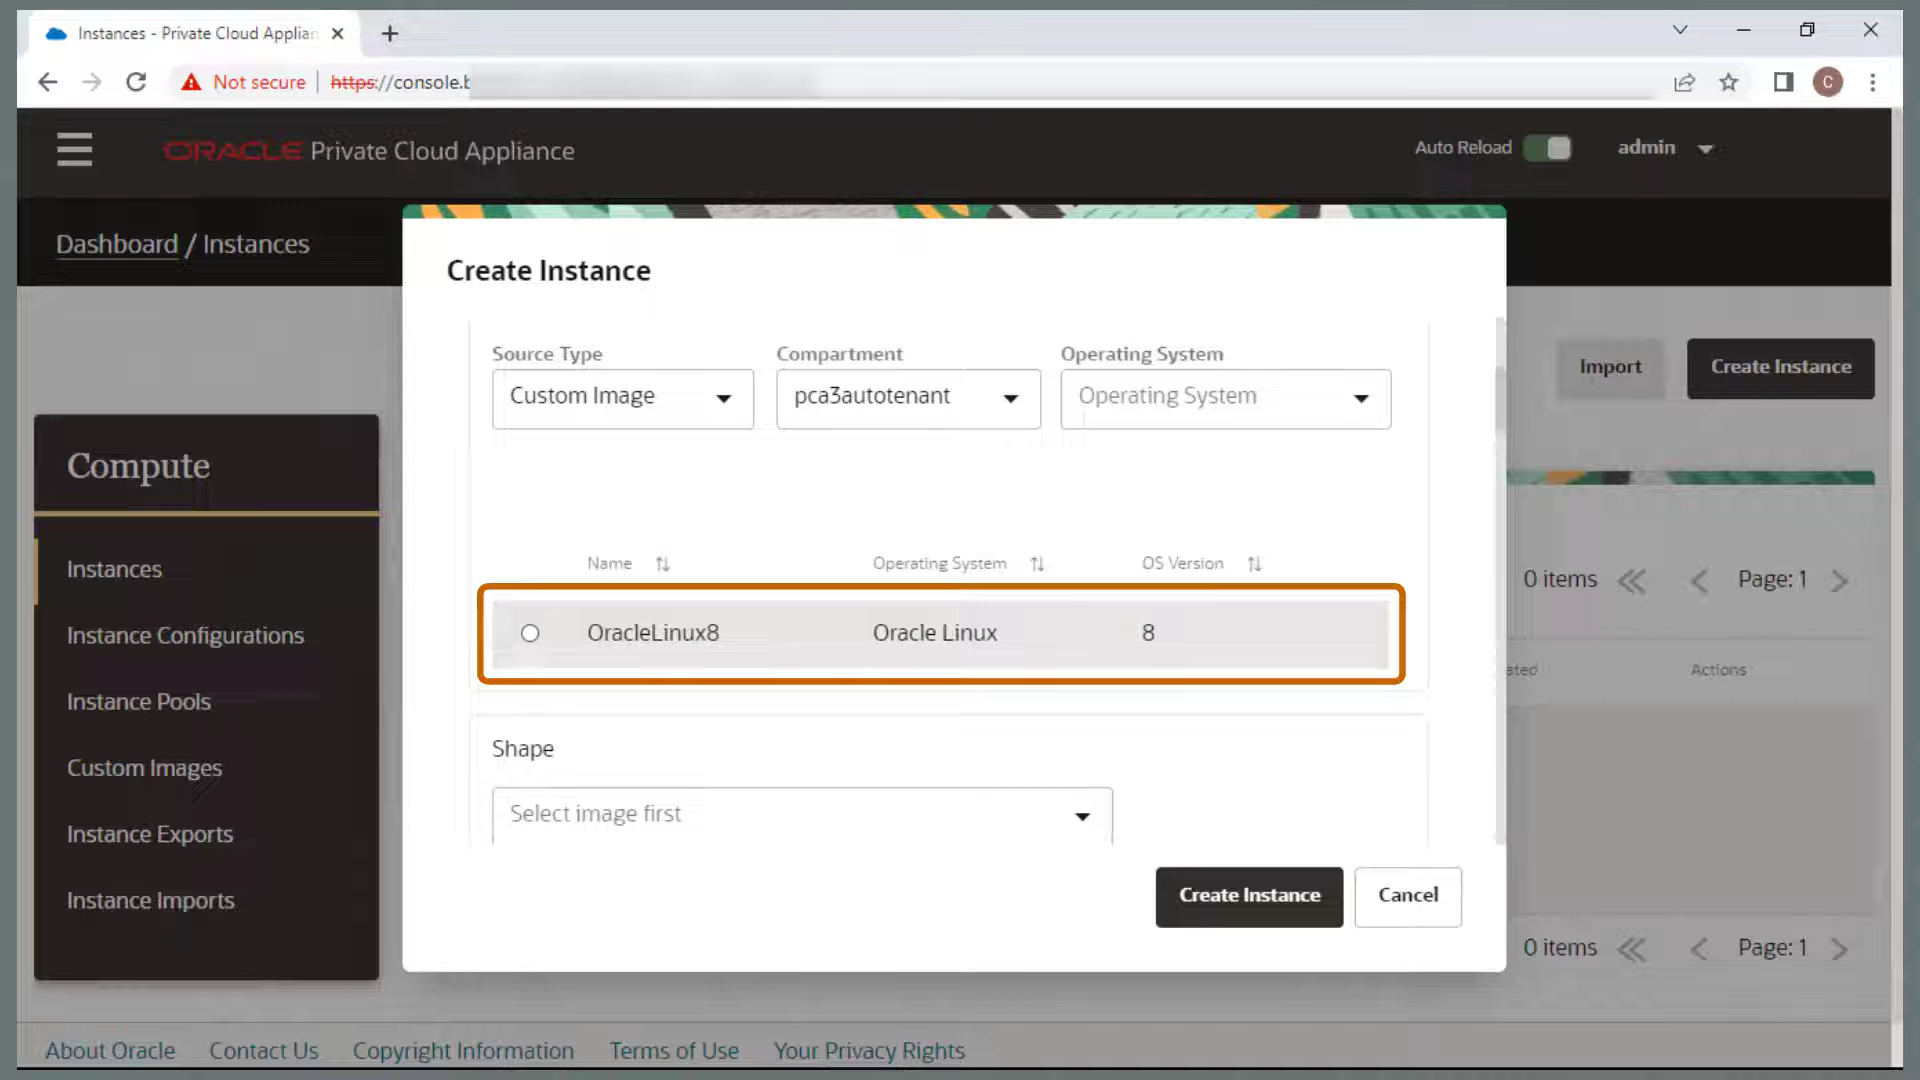 Instances - Private Cloud Applian
Not secure https://console.b
C
ORACLE Private Cloud Appliance
Auto Reload
admin
Dashboard / Instances
Create Instance
Source Type
Compartment
Operating System
Custom Image
pca3autotenant
Operating System
Import
Create Instance
Compute
Name
Operating System
OS Version
OracleLinux8
Oracle Linux
8
Instances
Instance Configurations
Instance Pools
Custom Images
Instance Exports
Instance Imports
0 items
Page: 1
ated
Actions
Shape
Select image first
Create Instance
Cancel
0 items
Page: 1
About Oracle
Contact Us
Copyright Information
Terms of Use
Your Privacy Rights